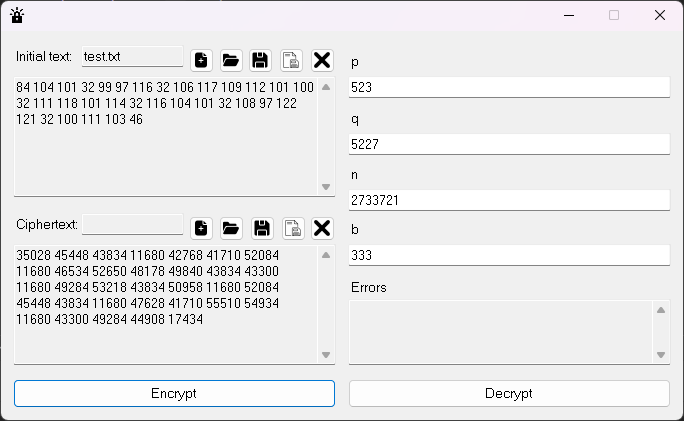 Initial text: test.txt
84 104 101 32 99 97 116 32 106 117 109 112 101 100
32 111 118 101 114 32 116 104 101 32 108 97 122
121 32 100 111 103 46
Ciphertext:
35028 45448 43834 11680 42768 41710 52084
11680 46534 52650 48178 49840 43834 43300
11680 49284 53218 43834 50958 11680 52084
45448 43834 11680 47628 41710 55510 54934
11680 43300 49284 44908 17434
Encrypt
p
523
q
5227
n
2733721
b
333
Errors
Decrypt